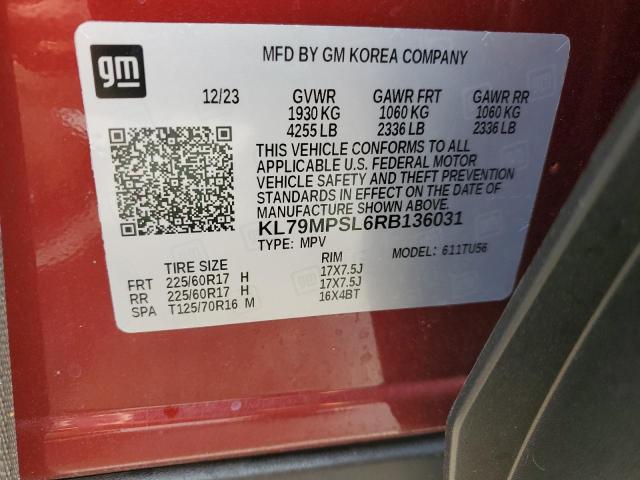 gm
MFD BY GM KOREA COMPANY
12/23 GVWR GAWR FRT GAWR RR
1930 KG 1060 KG 1060 KG
4255 LB 2336 LB 2336 LB
THIS VEHICLE CONFORMS TO ALL
APPLICABLE U.S. FEDERAL MOTOR
VEHICLE SAFETY AND THEFT PREVENTION
STANDARDS IN EFFECT ON THE DATE OF
MANUFACTURE SHOWN ABOVE.
KL79MPSL6RB136031
TYPE: MPV MODEL: 611TU56
TIRE SIZE RIM
FRT 225/60R17 H 17X7.5J
RR 225/60R17 H 17X7.5J
SPA T125/70R16 M 16X4BT